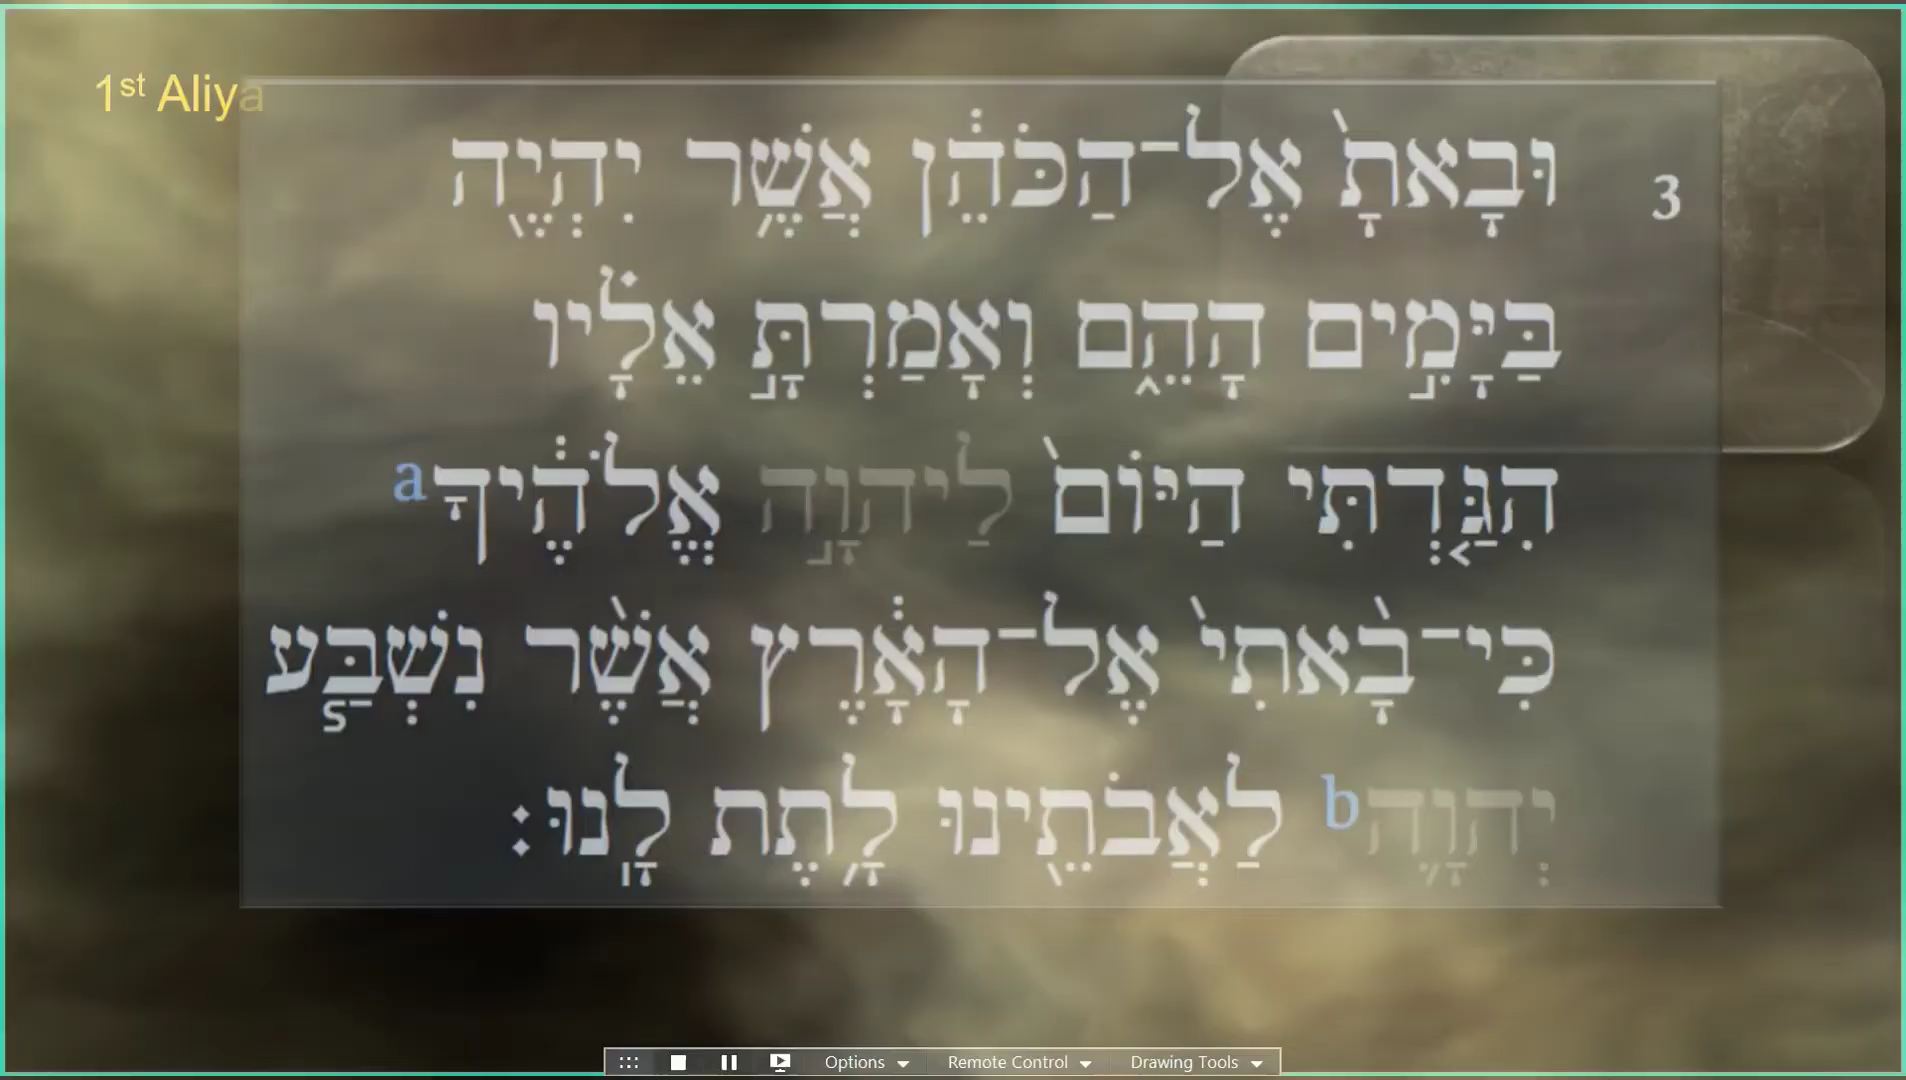 1st Aliya
3 וּבָאתָ֙ אֶל־הַכֹּהֵ֔ן אֲשֶׁ֥ר יִהְיֶ֖ה
בַּיָּמִ֣ים הָהֵ֑ם וְאָמַרְתָּ֣ אֵלָ֗יו
הִגַּ֤דְתִּי הַיּוֹם֙ לַיהוָ֣ה אֱלֹהֶ֔יךָ a
כִּי־בָ֙אתִי֙ אֶל־הָאָ֔רֶץ אֲשֶׁ֨ר נִשְׁבַּ֧ע
יְהוָ֛ה b לַאֲבֹתֵ֖ינוּ לָ֥תֶת לָֽנוּ׃
Options Remote Control Drawing Tools